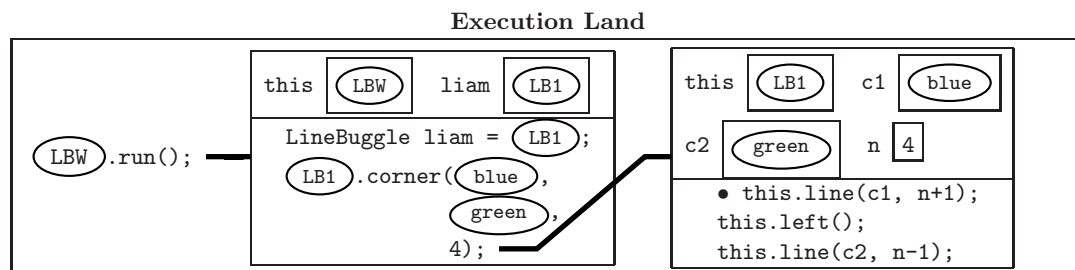 Execution Land
this LBW liam LB1
LBW.run();
LineBuggle liam = LB1;
LB1.corner(blue,
green,
4);
this LB1 c1 blue
c2 green n 4
• this.line(c1, n+1);
this.left();
this.line(c2, n-1);